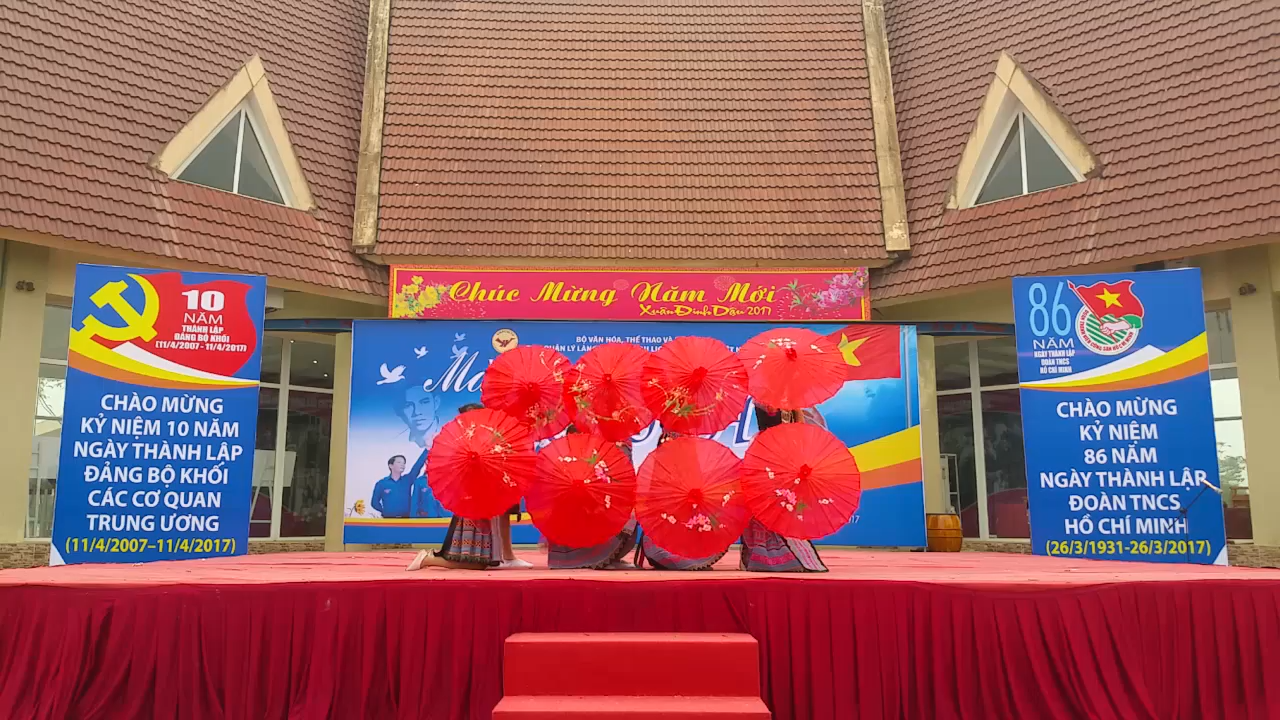 Chúc Mừng Năm Mới
Xuân Đinh Dậu 2017
10
NĂM
THÀNH LẬP
ĐẢNG BỘ KHỐI
(11/4/2007-11/4/2017)
CHÀO MỪNG
KỶ NIỆM 10 NĂM
NGÀY THÀNH LẬP
ĐẢNG BỘ KHỐI
CÁC CƠ QUAN
TRUNG ƯƠNG
(11/4/2007-11/4/2017)
BỘ VĂN HÓA, THỂ THAO VÀ
QUẢN LÝ LÀNG
86
NĂM
NGÀY THÀNH LẬP
ĐOÀN TNCS
HỒ CHÍ MINH
CHÀO MỪNG
KỶ NIỆM
86 NĂM
NGÀY THÀNH LẬP
ĐOÀN TNCS
HỒ CHÍ MINH
(26/3/1931-26/3/2017)